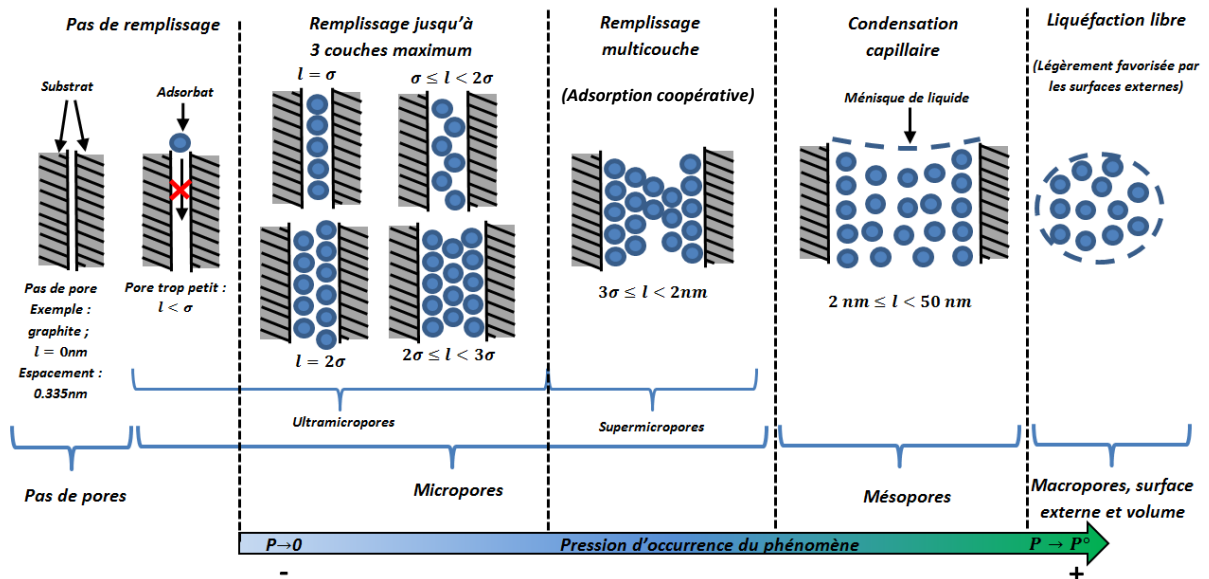 Pas de remplissage
Substrat
Adsorbat
Pas de pore
Exemple :
graphite ;
l = 0nm
Espacement :
0.335nm
Pore trop petit :
l < σ
Remplissage jusqu'à
3 couches maximum
l = σ
σ ≤ l < 2σ
l = 2σ
2σ ≤ l < 3σ
Remplissage
multicouche
(Adsorption coopérative)
3σ ≤ l < 2nm
Condensation
capillaire
Ménisque de liquide
2 nm ≤ l < 50 nm
Liquéfaction libre
(Légèrement favorisée par
les surfaces externes)
Ultramicropores
Supermicropores
Pas de pores
Micropores
Mésopores
Macropores, surface
externe et volume
P→0
Pression d'occurrence du phénomène
P → P°
-
+